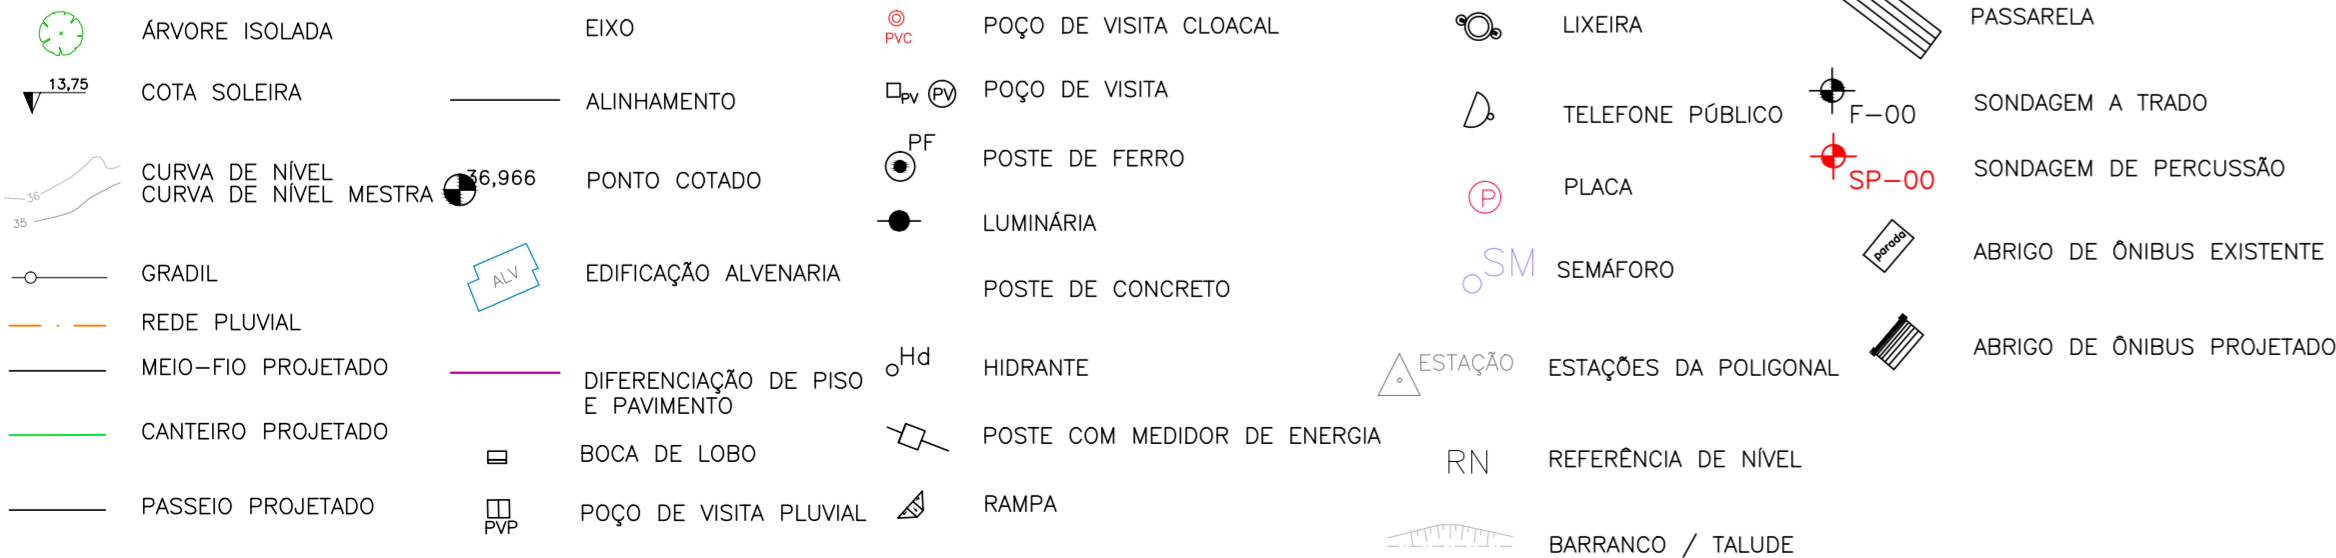 ÁRVORE ISOLADA
13,75
COTA SOLEIRA
CURVA DE NÍVEL
CURVA DE NÍVEL MESTRA
36
35
GRADIL
REDE PLUVIAL
MEIO-FIO PROJETADO
CANTEIRO PROJETADO
PASSEIO PROJETADO
EIXO
ALINHAMENTO
36,966
PONTO COTADO
ALV
EDIFICAÇÃO ALVENARIA
DIFERENCIAÇÃO DE PISO
E PAVIMENTO
BOCA DE LOBO
PVP
POÇO DE VISITA PLUVIAL
PVC
POÇO DE VISITA CLOACAL
PV PV
POÇO DE VISITA
PF
POSTE DE FERRO
LUMINÁRIA
POSTE DE CONCRETO
Hd
HIDRANTE
POSTE COM MEDIDOR DE ENERGIA
RAMPA
LIXEIRA
TELEFONE PÚBLICO
P
PLACA
SM
SEMÁFORO
ESTAÇÃO
ESTAÇÕES DA POLIGONAL
RN
REFERÊNCIA DE NÍVEL
BARRANCO / TALUDE
PASSARELA
F-00
SONDAGEM A TRADO
SP-00
SONDAGEM DE PERCUSSÃO
parada
ABRIGO DE ÔNIBUS EXISTENTE
ABRIGO DE ÔNIBUS PROJETADO